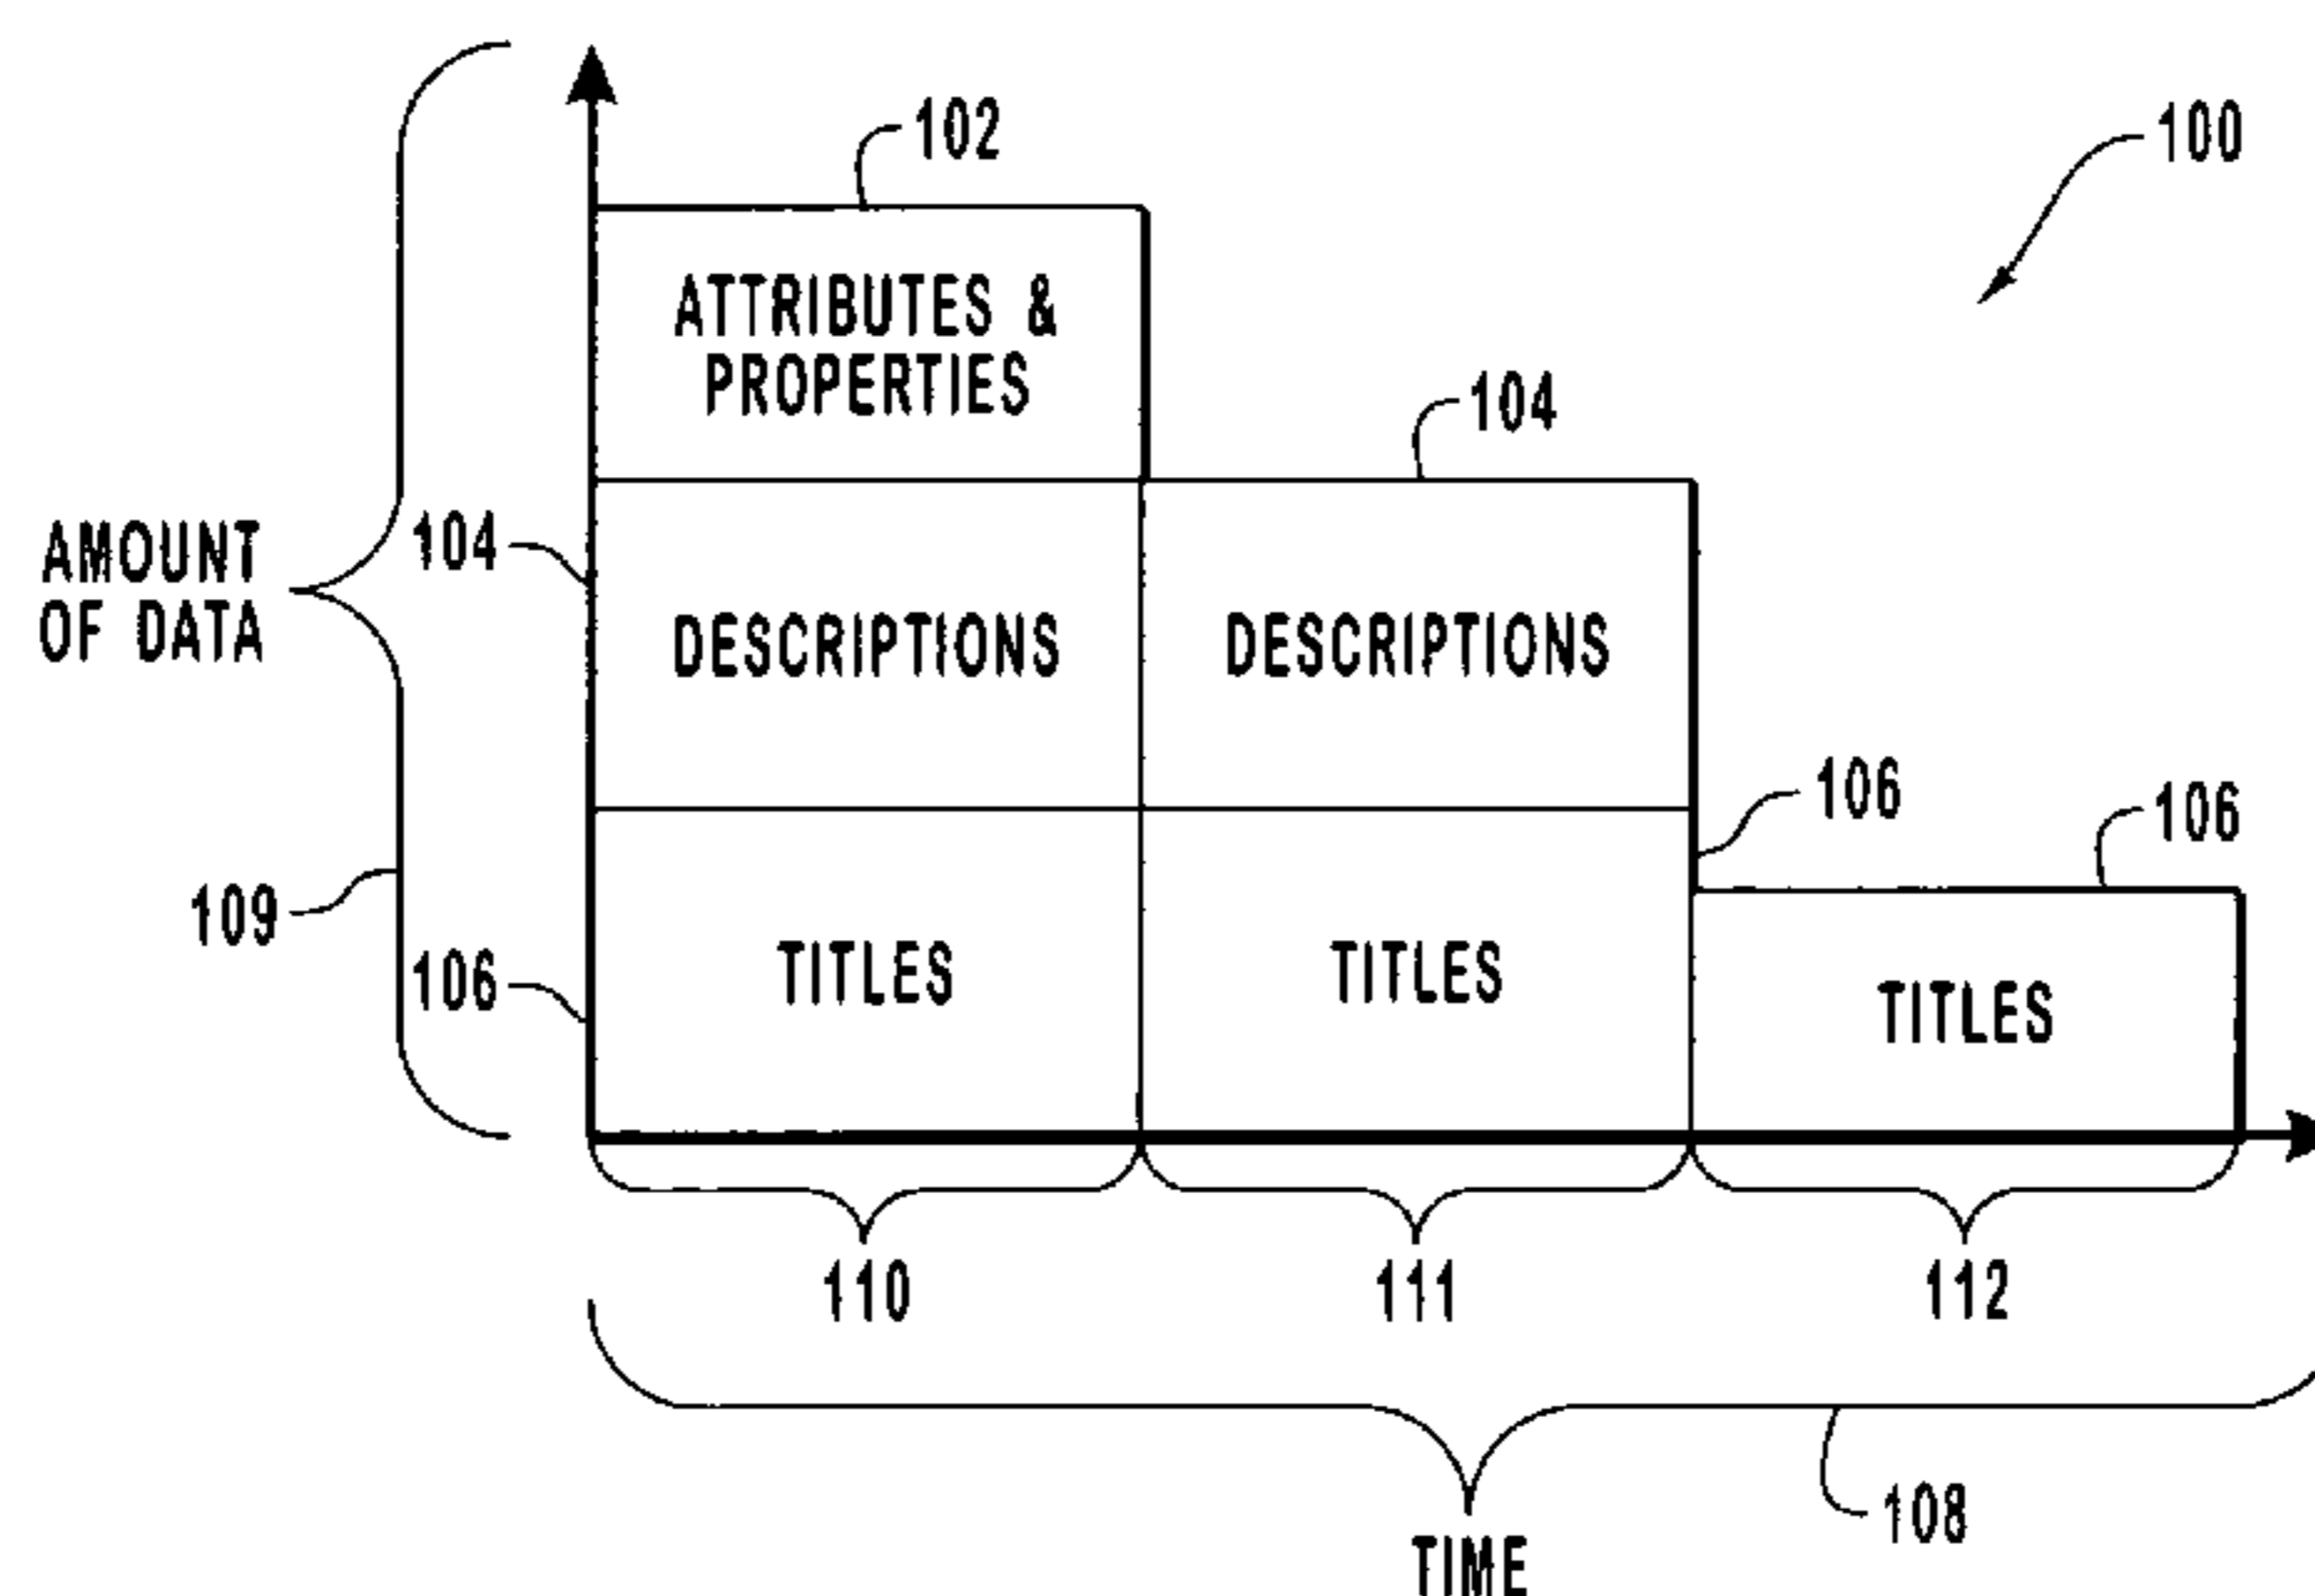 102
100
ATTRIBUTES &
PROPERTIES
104
AMOUNT
OF DATA
104
DESCRIPTIONS
DESCRIPTIONS
106
106
109
106
TITLES
TITLES
TITLES
110
111
112
108
TIME